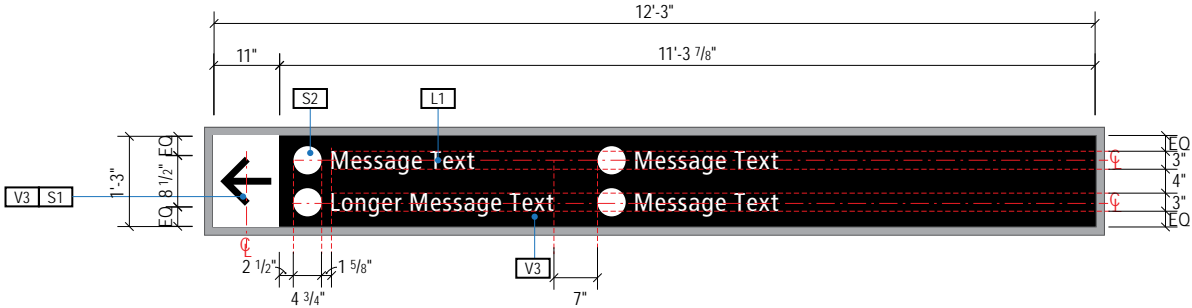 12'-3"
11"
11'-3 7/8"
S2
L1
EQ
EQ
Message Text
Message Text
3"
℄
1'-3"
8 1/2"
4"
V3 S1
Longer Message Text
Message Text
3"
℄
EQ
EQ
℄
2 1/2"
1 5/8"
V3
4 3/4"
7"